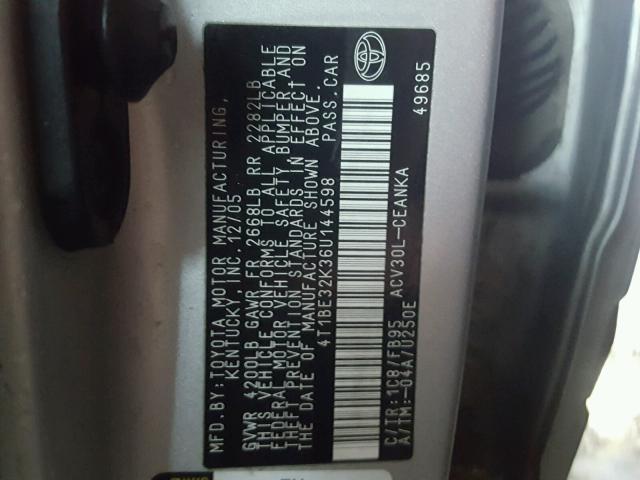 MFD.BY:TOYOTA MOTOR MANUFACTURING,
KENTUCKY, INC. 12/05
GVWR 4200LB GAWR FR 2668LB RR 2282LB
THIS VEHICLE CONFORMS TO ALL APPLICABLE
FEDERAL MOTOR VEHICLE SAFETY, BUMPER, AND
THEFT PREVENTION STANDARDS IN EFFECT ON
THE DATE OF MANUFACTURE SHOWN ABOVE.
4T1BE32K36U144598 PASS. CAR
C/TR:1C8/FB95 ACV30L-CEANKA 49685
A/TM:-04A/U250E